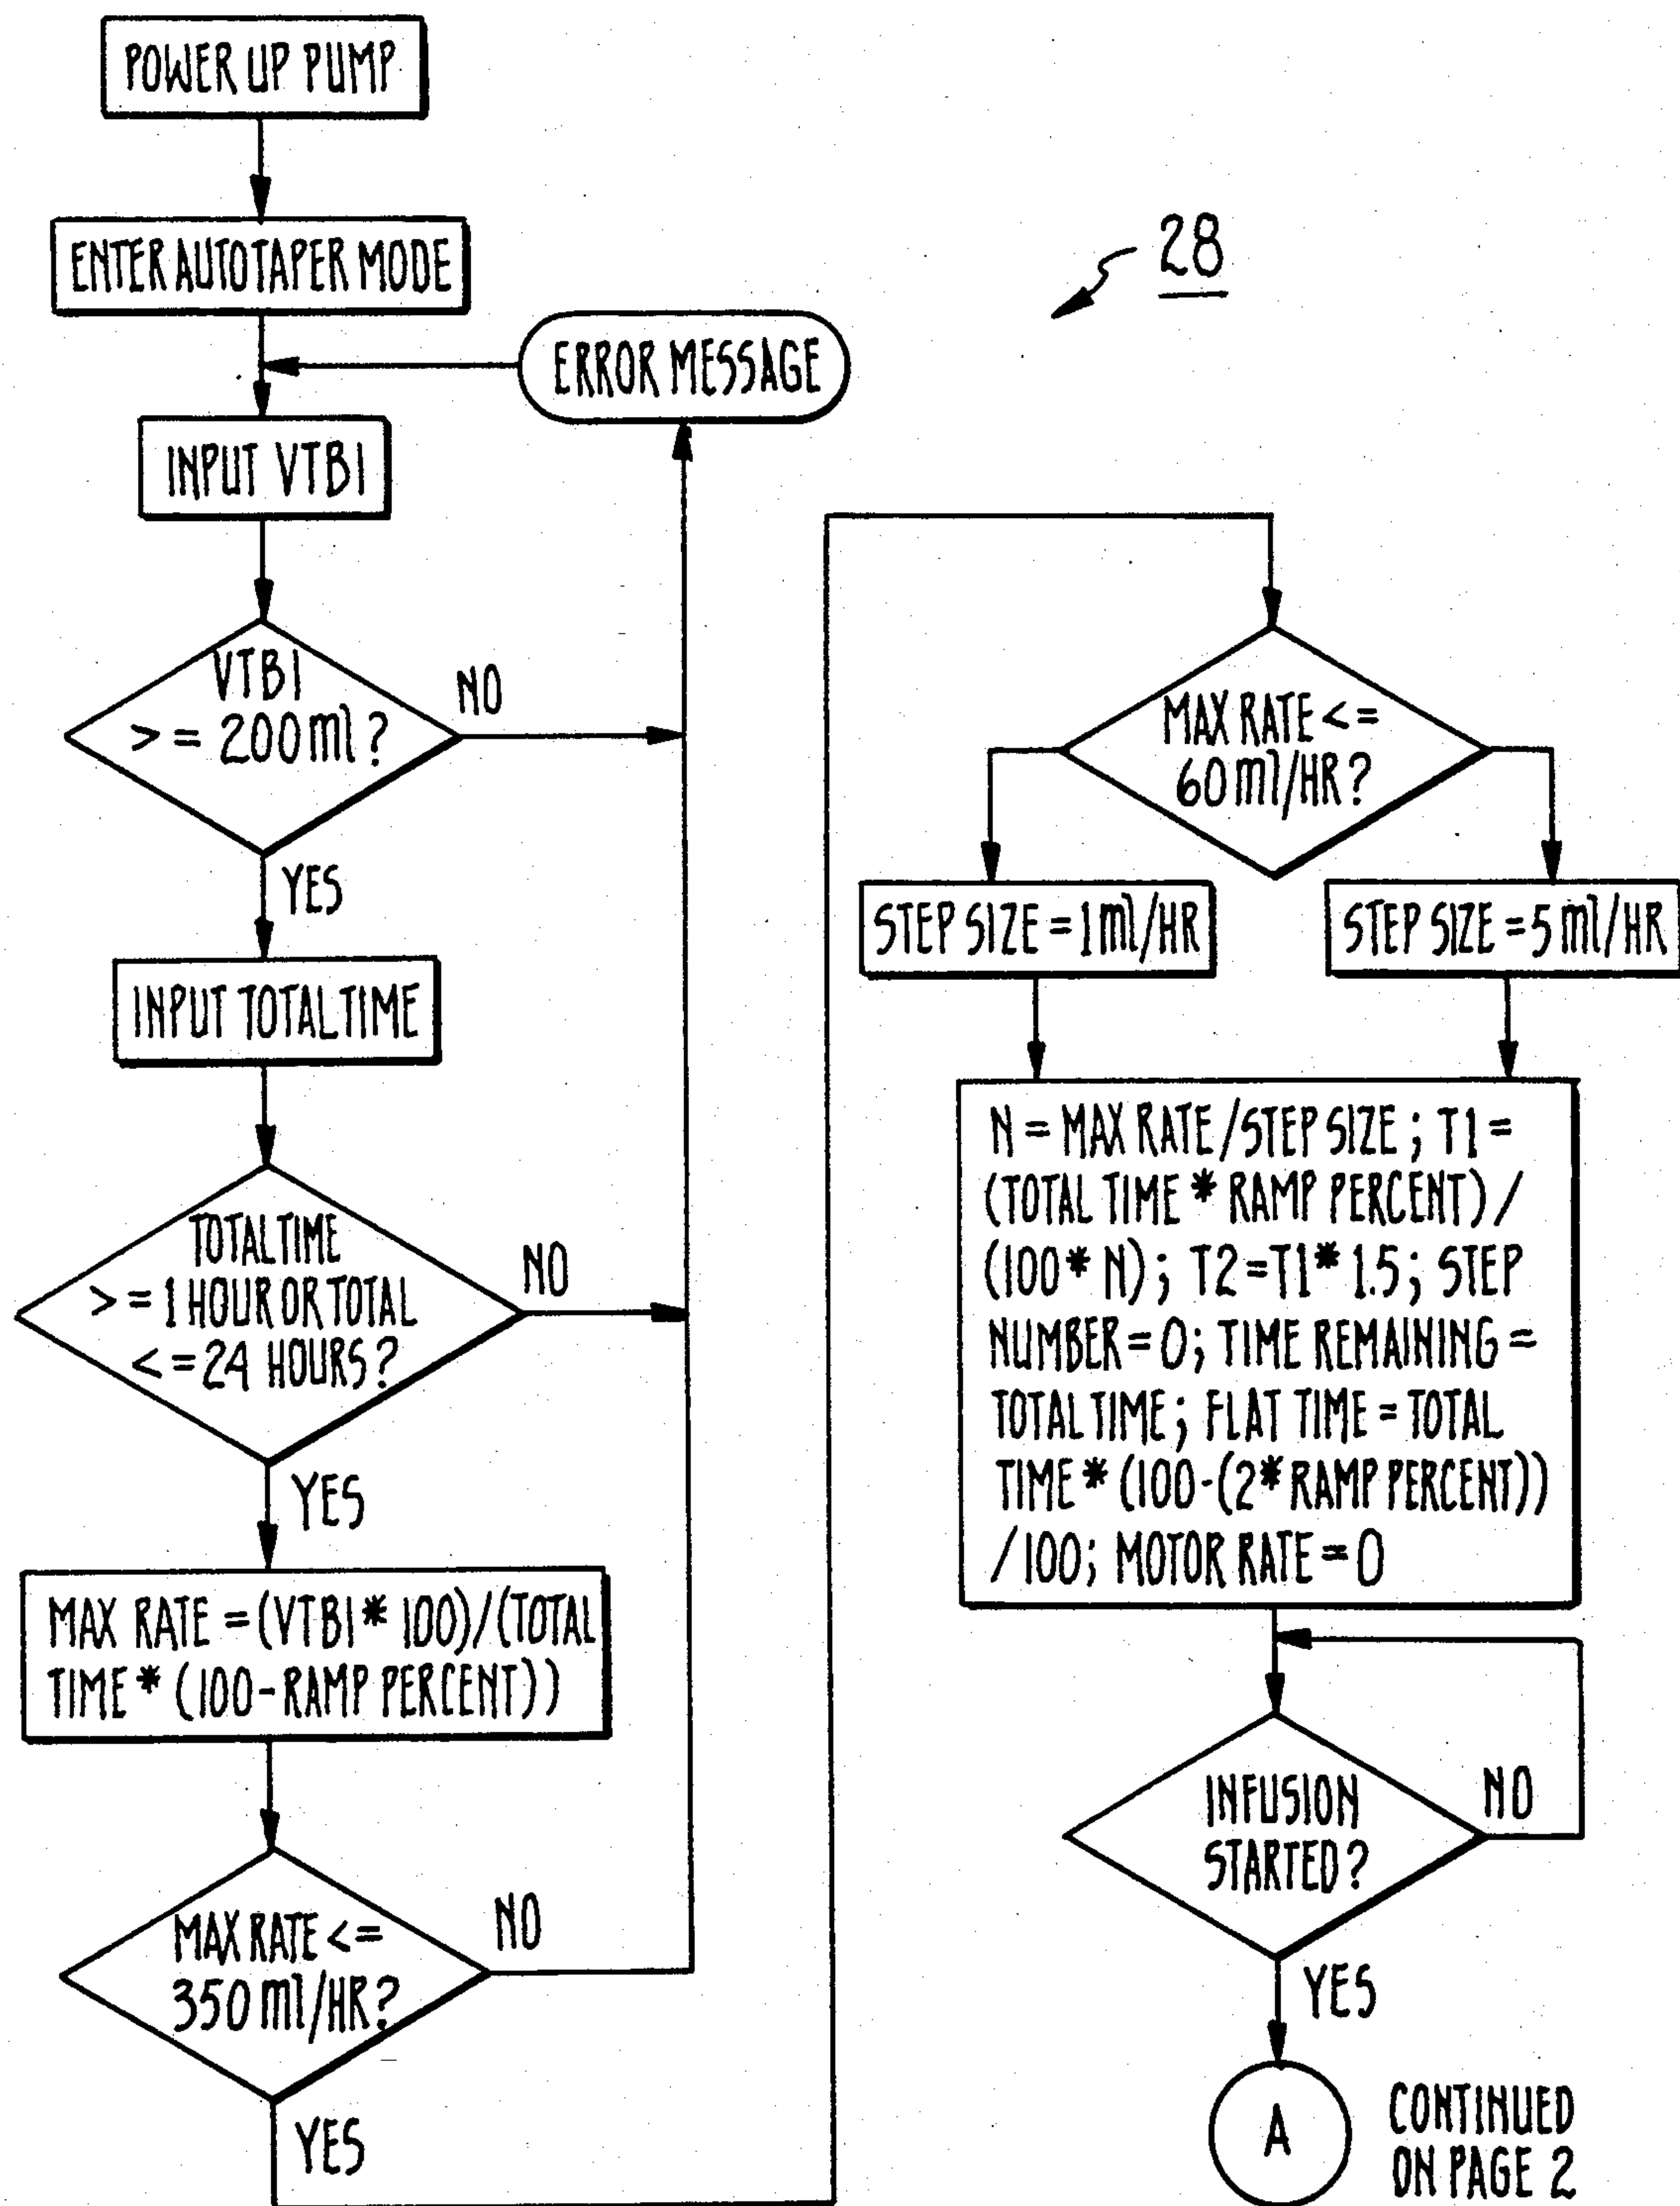 POWER UP PUMP
ENTER AUTOTAPER MODE
28
ERROR MESSAGE
INPUT VTBI
VTBI
>= 200ml?
NO
YES
INPUT TOTAL TIME
TOTAL TIME
>= 1 HOUR OR TOTAL
<= 24 HOURS?
NO
YES
MAX RATE = (VTBI * 100)/(TOTAL
TIME * (100-RAMP PERCENT))
MAX RATE <=
350 ml/HR?
NO
YES
MAX RATE <=
60 ml/HR?
STEP SIZE = 1 ml/HR
STEP SIZE = 5 ml/HR
N = MAX RATE/STEP SIZE; T1 =
(TOTAL TIME * RAMP PERCENT)/
(100 * N); T2=T1* 1.5; STEP
NUMBER = 0; TIME REMAINING =
TOTAL TIME; FLAT TIME = TOTAL
TIME * (100-(2* RAMP PERCENT))
/100; MOTOR RATE = 0
INFUSION
STARTED?
NO
YES
A
CONTINUED
ON PAGE 2